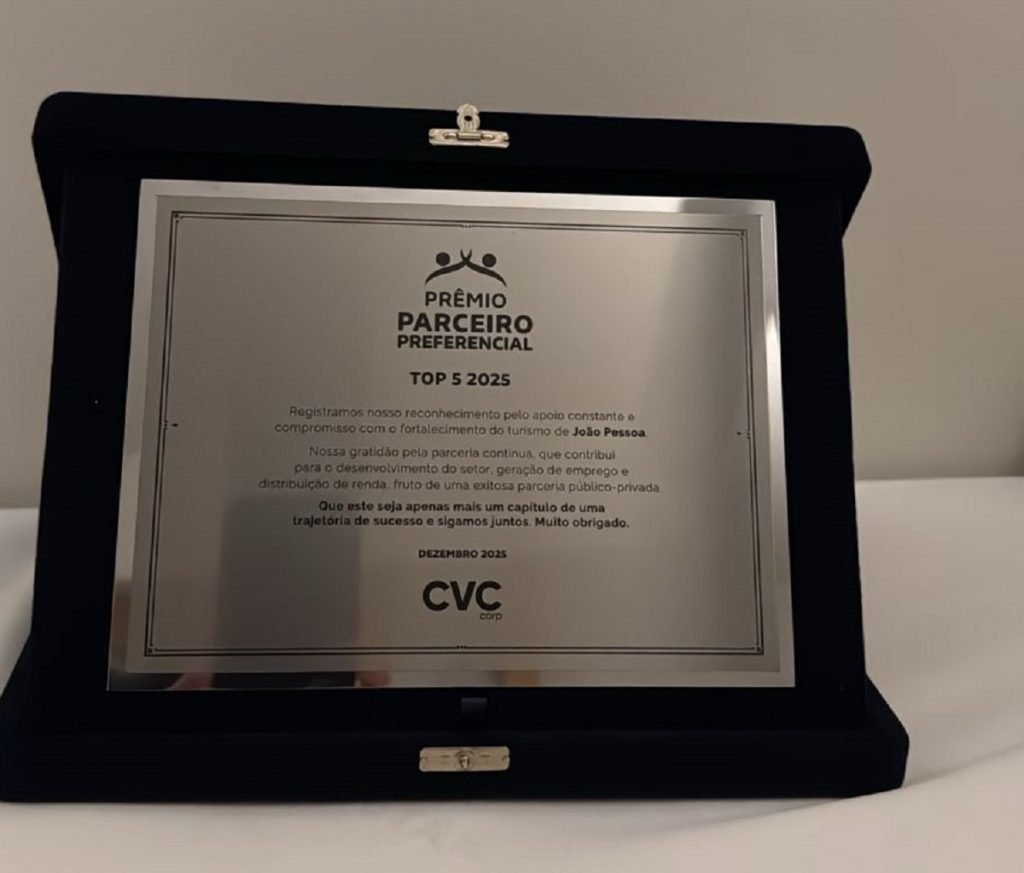 PRÊMIO
PARCEIRO
PREFERENCIAL
TOP 5 2025
Registramos nosso reconhecimento pelo apoio constante e
compromisso com o fortalecimento do turismo de João Pessoa.
Nossa gratidão pela parceria contínua, que contribui
para o desenvolvimento do setor, geração de emprego e
distribuição de renda, fruto de uma exitosa parceria público-privada.
Que este seja apenas mais um capítulo de uma
trajetória de sucesso e sigamos juntos. Muito obrigado.
DEZEMBRO 2025
CVC
corp